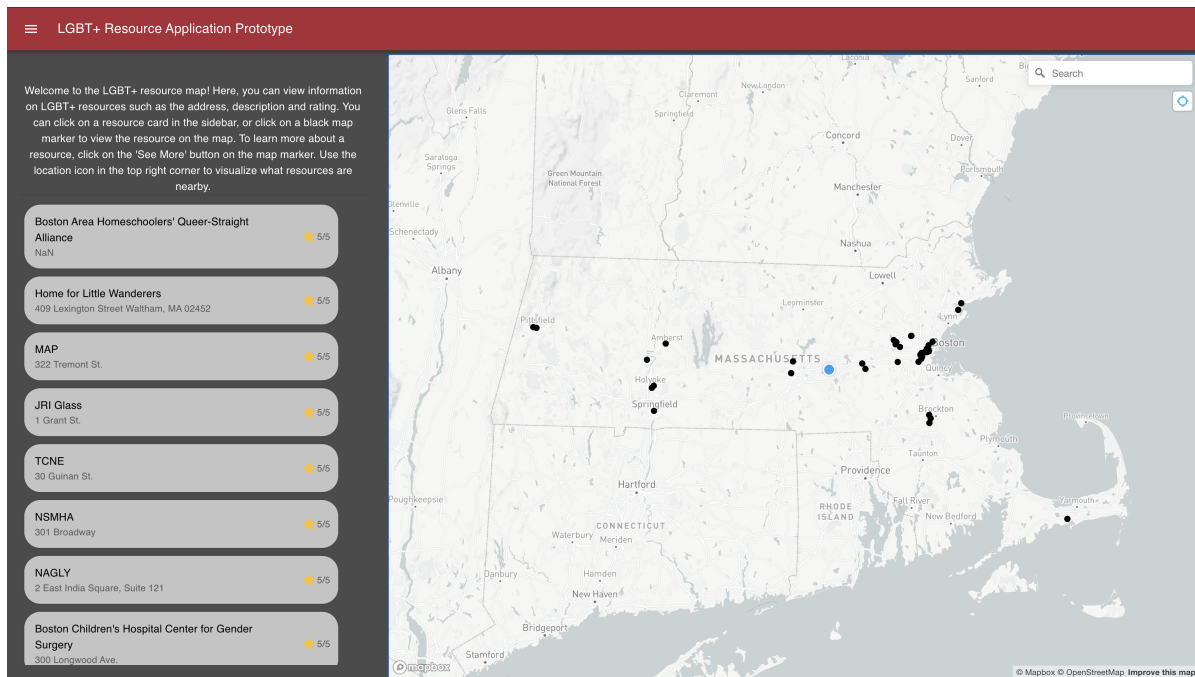 LGBT+ Resource Application Prototype
Welcome to the LGBT+ resource map! Here, you can view information
on LGBT+ resources such as the address, description and rating. You
can click on a resource card in the sidebar, or click on a black map
marker to view the resource on the map. To learn more about a
resource, click on the 'See More' button on the map marker. Use the
location icon in the top right corner to visualize what resources are
nearby.
Boston Area Homeschoolers' Queer-Straight
Alliance
NaN
5/5
Home for Little Wanderers
409 Lexington Street Waltham, MA 02452
5/5
MAP
322 Tremont St.
5/5
JRI Glass
1 Grant St.
5/5
TCNE
30 Guinan St.
5/5
NSMHA
301 Broadway
5/5
NAGLY
2 East India Square, Suite 121
5/5
Boston Children's Hospital Center for Gender
Surgery
300 Longwood Ave.
5/5
Search
Laconia
Sanford
New London
Claremont
Glens Falls
Springfield
Concord
Dover
Saratoga
Springs
Portsmouth
Green Mountain
National Forest
Manchester
Glenville
Schenectady
Nashua
Albany
Lowell
Leominster
Lynn
Pittsfield
Amherst
Boston
MASSACHUSETTS
Quincy
Holyoke
Springfield
Brockton
Provincetown
Plymouth
Taunton
Providence
Hartford
Poughkeepsie
Fall River
Yarmouth
RHODE
ISLAND
New Bedford
CONNECTICUT
Waterbury
Meriden
Danbury
Hamden
New Haven
Bridgeport
Stamford
mapbox
© Mapbox © OpenStreetMap Improve this map